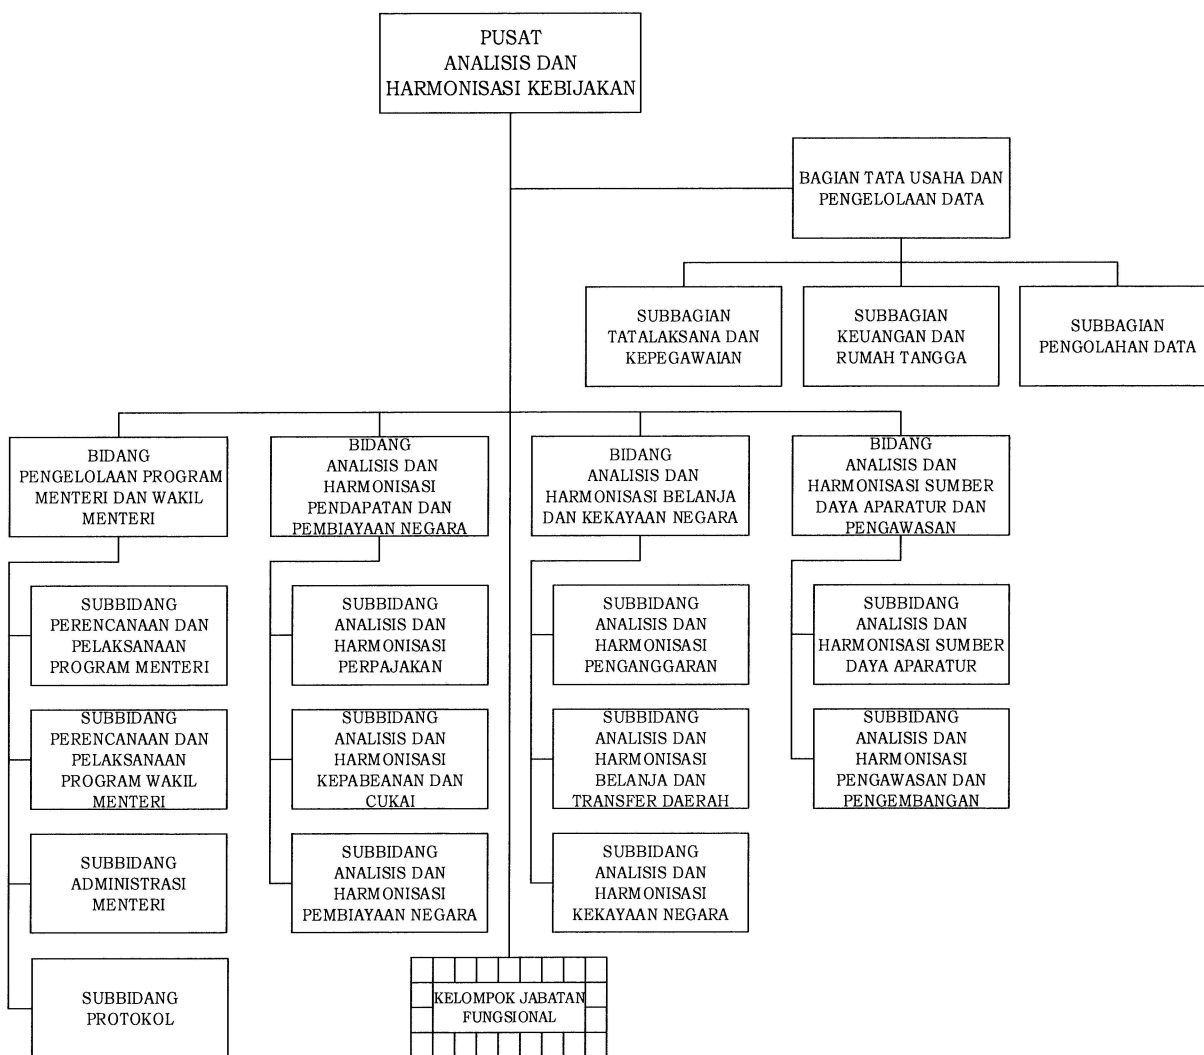 PUSAT
ANALISIS DAN
HARMONISASI KEBIJAKAN
BAGIAN TATA USAHA DAN
PENGELOLAAN DATA
SUBBAGIAN
TATALAKSANA DAN
KEPEGAWAIAN
SUBBAGIAN
KEUANGAN DAN
RUMAH TANGGA
SUBBAGIAN
PENGOLAHAN DATA
BIDANG
PENGELOLAAN PROGRAM
MENTERI DAN WAKIL
MENTERI
BIDANG
ANALISIS DAN
HARMONISASI
PENDAPATAN DAN
PEMBIAYAAN NEGARA
BIDANG
ANALISIS DAN
HARMONISASI BELANJA
DAN KEKAYAAN NEGARA
BIDANG
ANALISIS DAN
HARMONISASI SUMBER
DAYA APARATUR DAN
PENGAWASAN
SUBBIDANG
PERENCANAAN DAN
PELAKSANAAN
PROGRAM MENTERI
SUBBIDANG
ANALISIS DAN
HARMONISASI
PERPAJAKAN
SUBBIDANG
ANALISIS DAN
HARMONISASI
PENGANGGARAN
SUBBIDANG
ANALISIS DAN
HARMONISASI SUMBER
DAYA APARATUR
SUBBIDANG
PERENCANAAN DAN
PELAKSANAAN
PROGRAM WAKIL
MENTERI
SUBBIDANG
ANALISIS DAN
HARMONISASI
KEPABEANAN DAN
CUKAI
SUBBIDANG
ANALISIS DAN
HARMONISASI
BELANJA DAN
TRANSFER DAERAH
SUBBIDANG
ANALISIS DAN
HARMONISASI
PENGAWASAN DAN
PENGEMBANGAN
SUBBIDANG
ADMINISTRASI
MENTERI
SUBBIDANG
ANALISIS DAN
HARMONISASI
PEMBIAYAAN NEGARA
SUBBIDANG
ANALISIS DAN
HARMONISASI
KEKAYAAN NEGARA
SUBBIDANG
PROTOKOL
KELOMPOK JABATAN
FUNGSIONAL